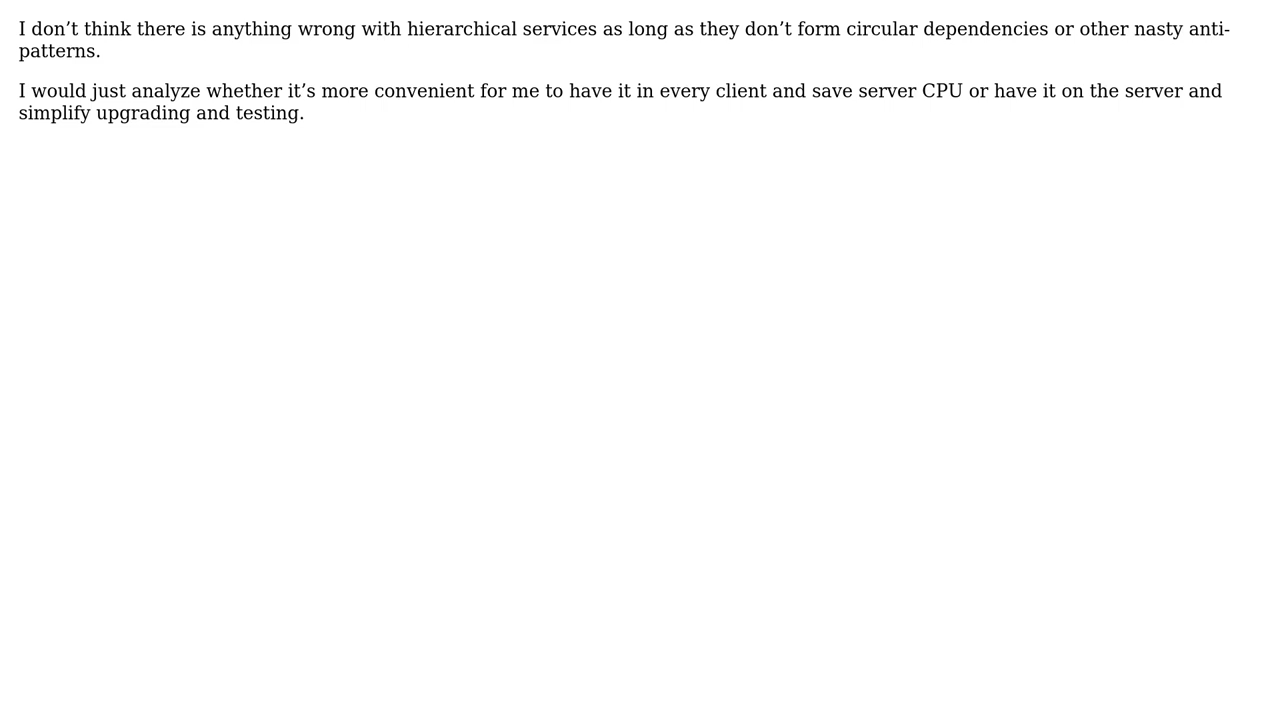 I don’t think there is anything wrong with hierarchical services as long as they don’t form circular dependencies or other nasty anti-
patterns.
I would just analyze whether it’s more convenient for me to have it in every client and save server CPU or have it on the server and
simplify upgrading and testing.